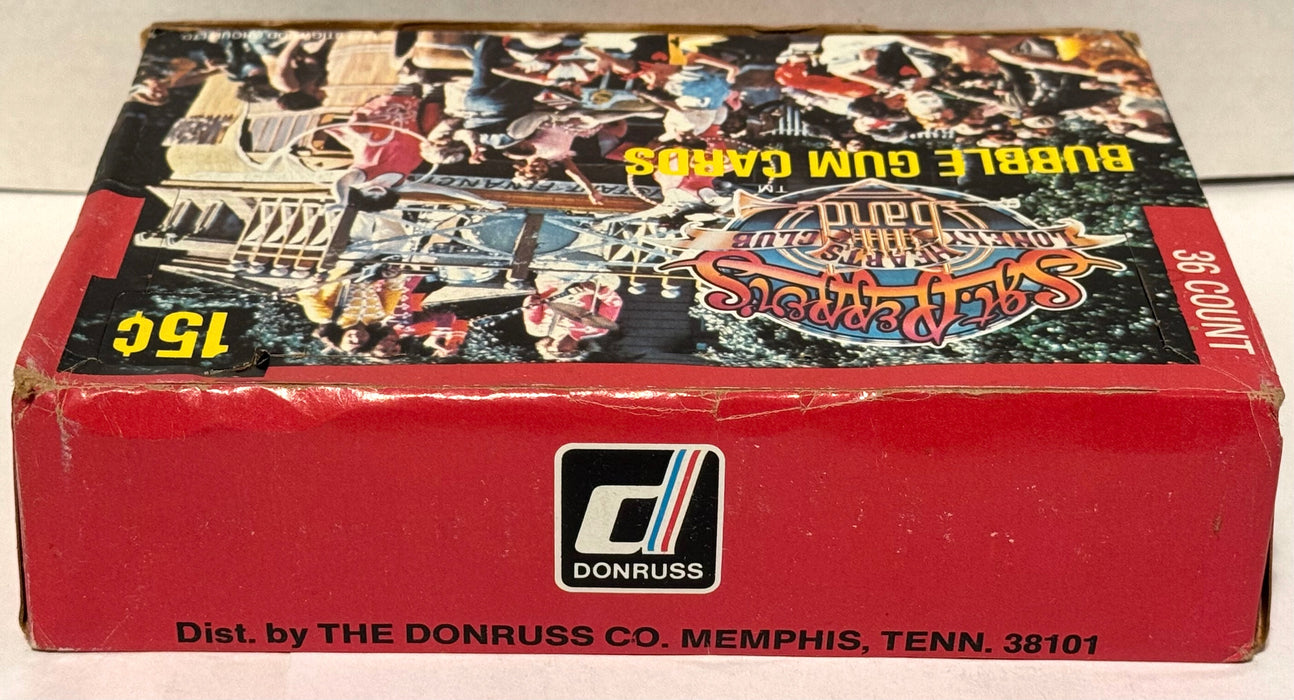 BUBBLE GUM CARDS
TM
Sgt. Pepper's
LONELY HEARTS CLUB
band
36 COUNT
15¢
DONRUSS
Dist. by THE DONRUSS CO. MEMPHIS, TENN. 38101